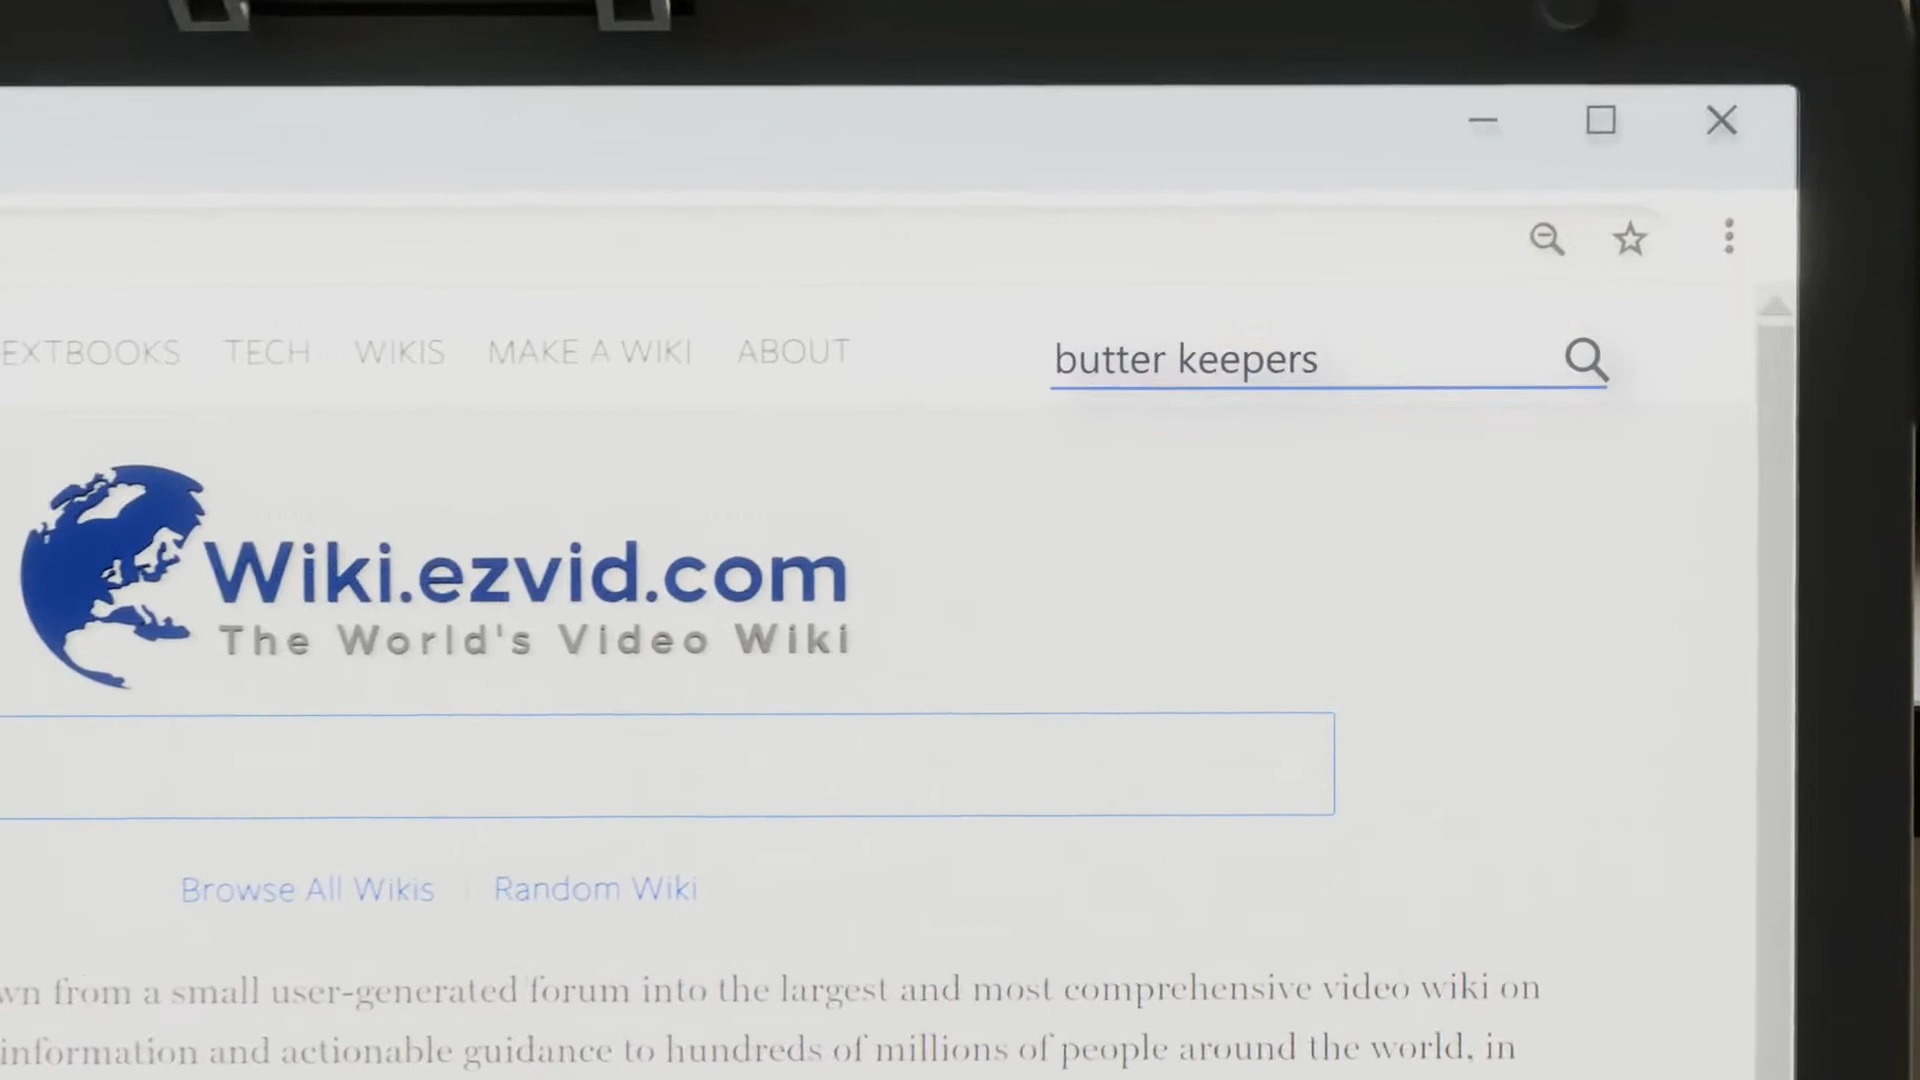 EXTBOOKS TECH WIKIS MAKE A WIKI ABOUT
butter keepers
Wiki.ezvid.com
The World's Video Wiki
Browse All Wikis Random Wiki
wn from a small user-generated forum into the largest and most comprehensive video wiki on
information and actionable guidance to hundreds of millions of people around the world, in